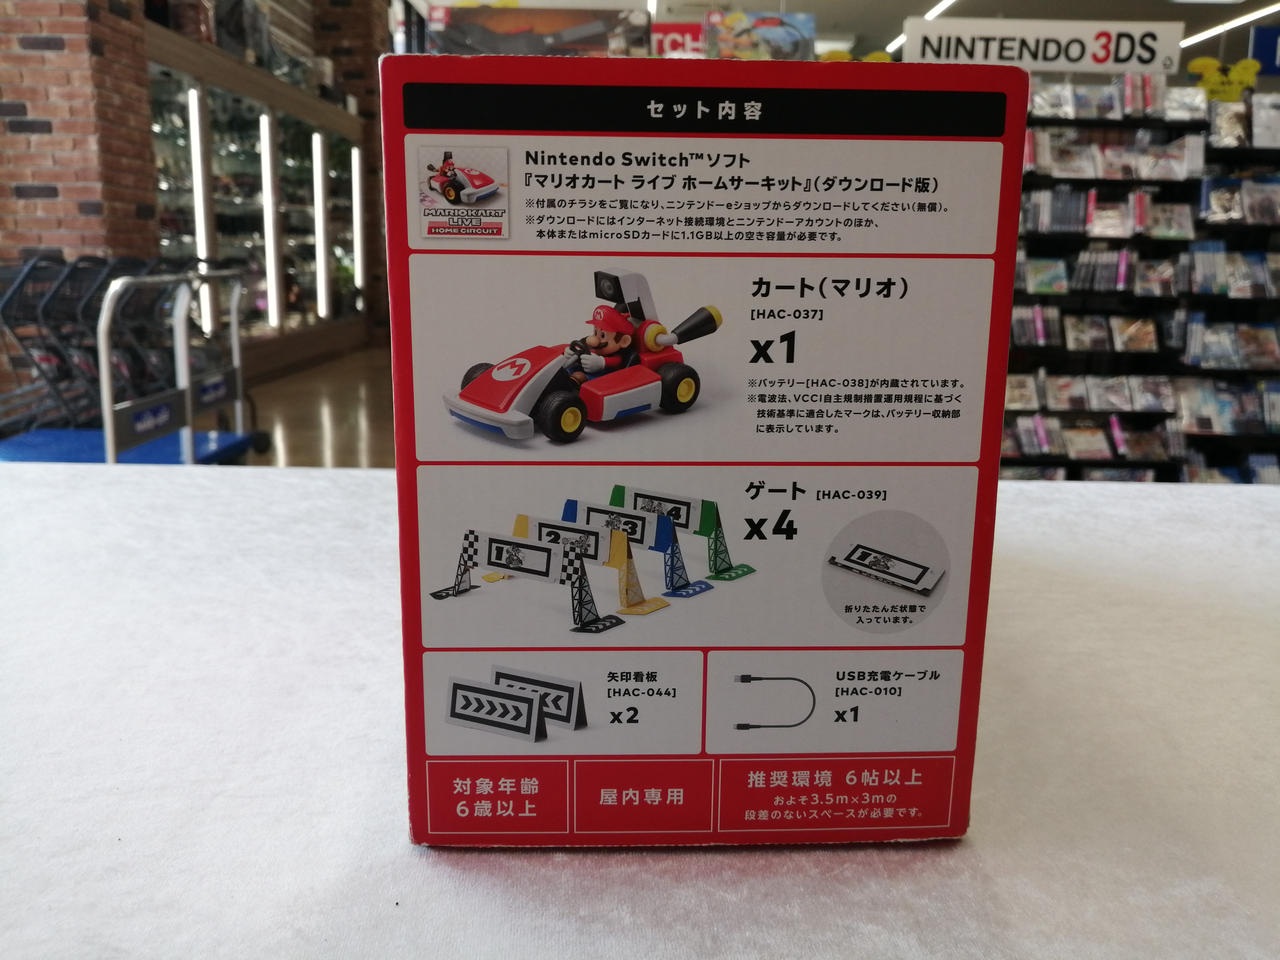 NINTENDO 3DS
セット内容
MARIOKART
LIVE
HOME CIRCUIT
Nintendo Switch™ソフト
『マリオカート ライブ ホームサーキット』（ダウンロード版）
※付属のチラシをご覧になり、ニンテンドーeショップからダウンロードしてください（無償）。
※ダウンロードにはインターネット接続環境とニンテンドーアカウントのほか、
本体またはmicroSDカードに1.1GB以上の空き容量が必要です。
カート（マリオ）
[HAC-037]
x1
※バッテリー[HAC-038]が内蔵されています。
※電波法、VCCI自主規制措置運用規程に基づく
技術基準に適合したマークは、バッテリー収納部
に表示しています。
ゲート [HAC-039]
x4
1
2
3
4
折りたたんだ状態で
入っています。
矢印看板
[HAC-044]
x2
USB充電ケーブル
[HAC-010]
x1
対象年齢
6歳以上
屋内専用
推奨環境 6帖以上
およそ3.5m×3mの
段差のないスペースが必要です。